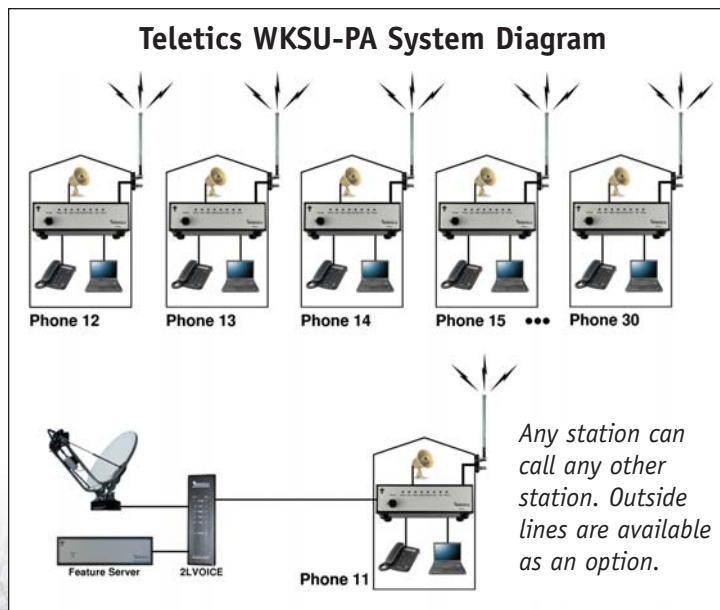 Teletics WKSU-PA System Diagram
Phone 12
Phone 13
Phone 14
Phone 15 •••
Phone 30
Any station can
call any other
station. Outside
lines are available
as an option.
Feature Server
2LVOICE
Phone 11